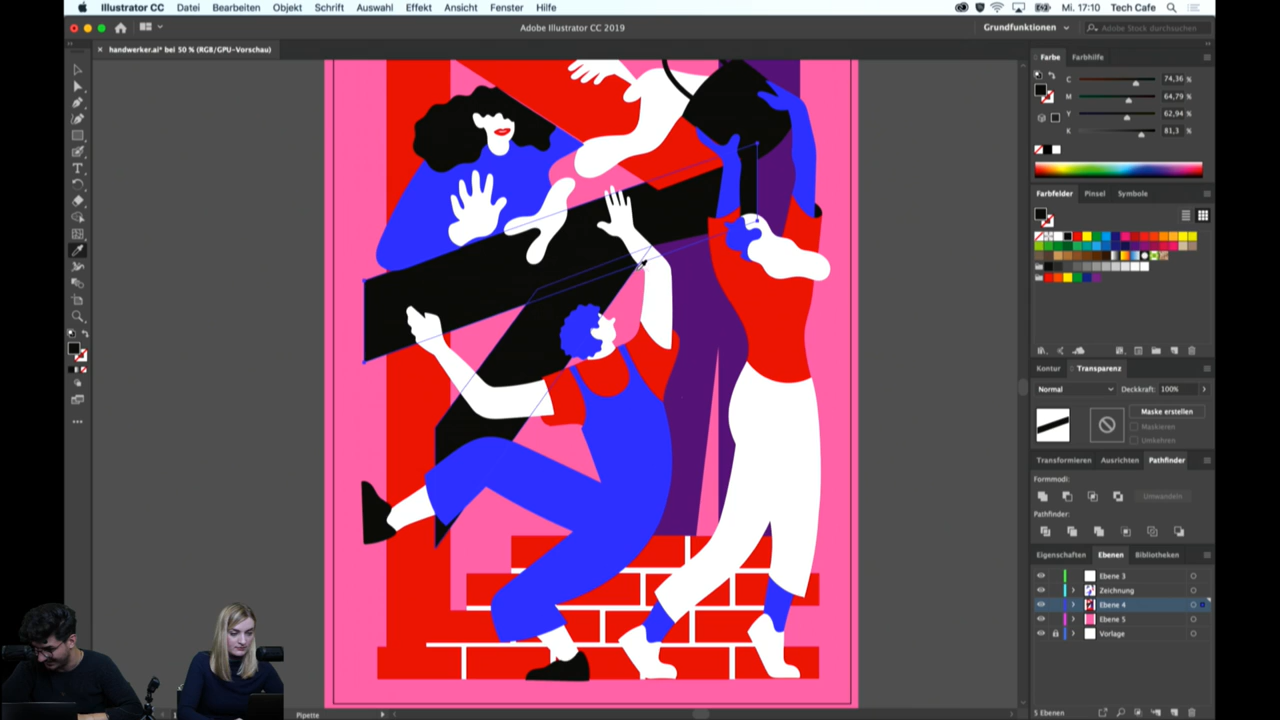 Illustrator CC Datei Bearbeiten Objekt Schrift Auswahl Effekt Ansicht Fenster Hilfe Mi. 17:10 Tech Cafe
Adobe Illustrator CC 2019 Grundfunktionen Adobe Stock durchsuchen
handwerker.ai* bei 50 % (RGB/GPU-Vorschau)
Farbe Farbhilfe
C 74,36 %
M 64,79 %
Y 62,94 %
K 81,3 %
Farbfelder Pinsel Symbole
Kontur Transparenz
Normal Deckkraft: 100%
Maske erstellen
Maskieren
Umkehren
Transformieren Ausrichten Pathfinder
Formmodi:
Umwandeln
Pathfinder:
Eigenschaften Ebenen Bibliotheken
Ebene 3
Zeichnung
Ebene 4
Ebene 5
Vorlage
5 Ebenen
Pipette